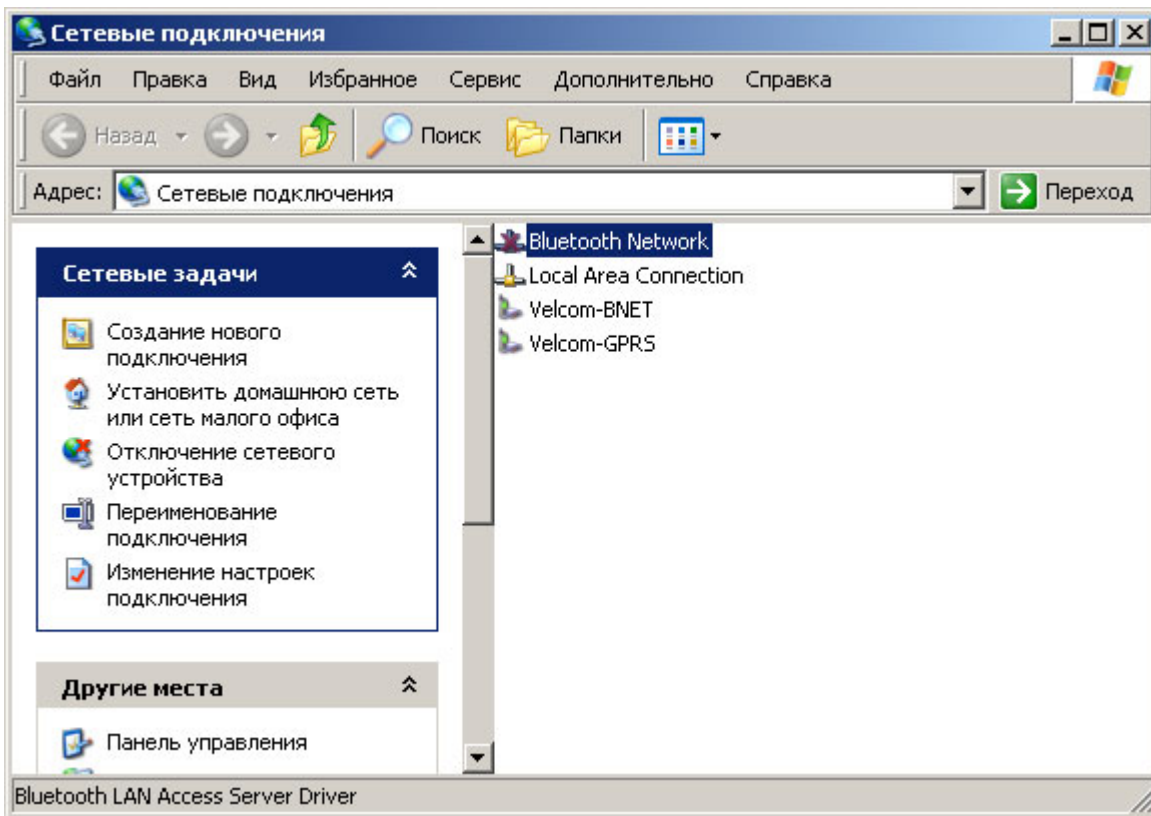 Сетевые подключения
Файл Правка Вид Избранное Сервис Дополнительно Справка
Назад Поиск Папки
Адрес: Сетевые подключения Переход
Сетевые задачи
Создание нового
подключения
Установить домашнюю сеть
или сеть малого офиса
Отключение сетевого
устройства
Переименование
подключения
Изменение настроек
подключения
Другие места
Панель управления
Bluetooth Network
Local Area Connection
Velcom-BNET
Velcom-GPRS
Bluetooth LAN Access Server Driver